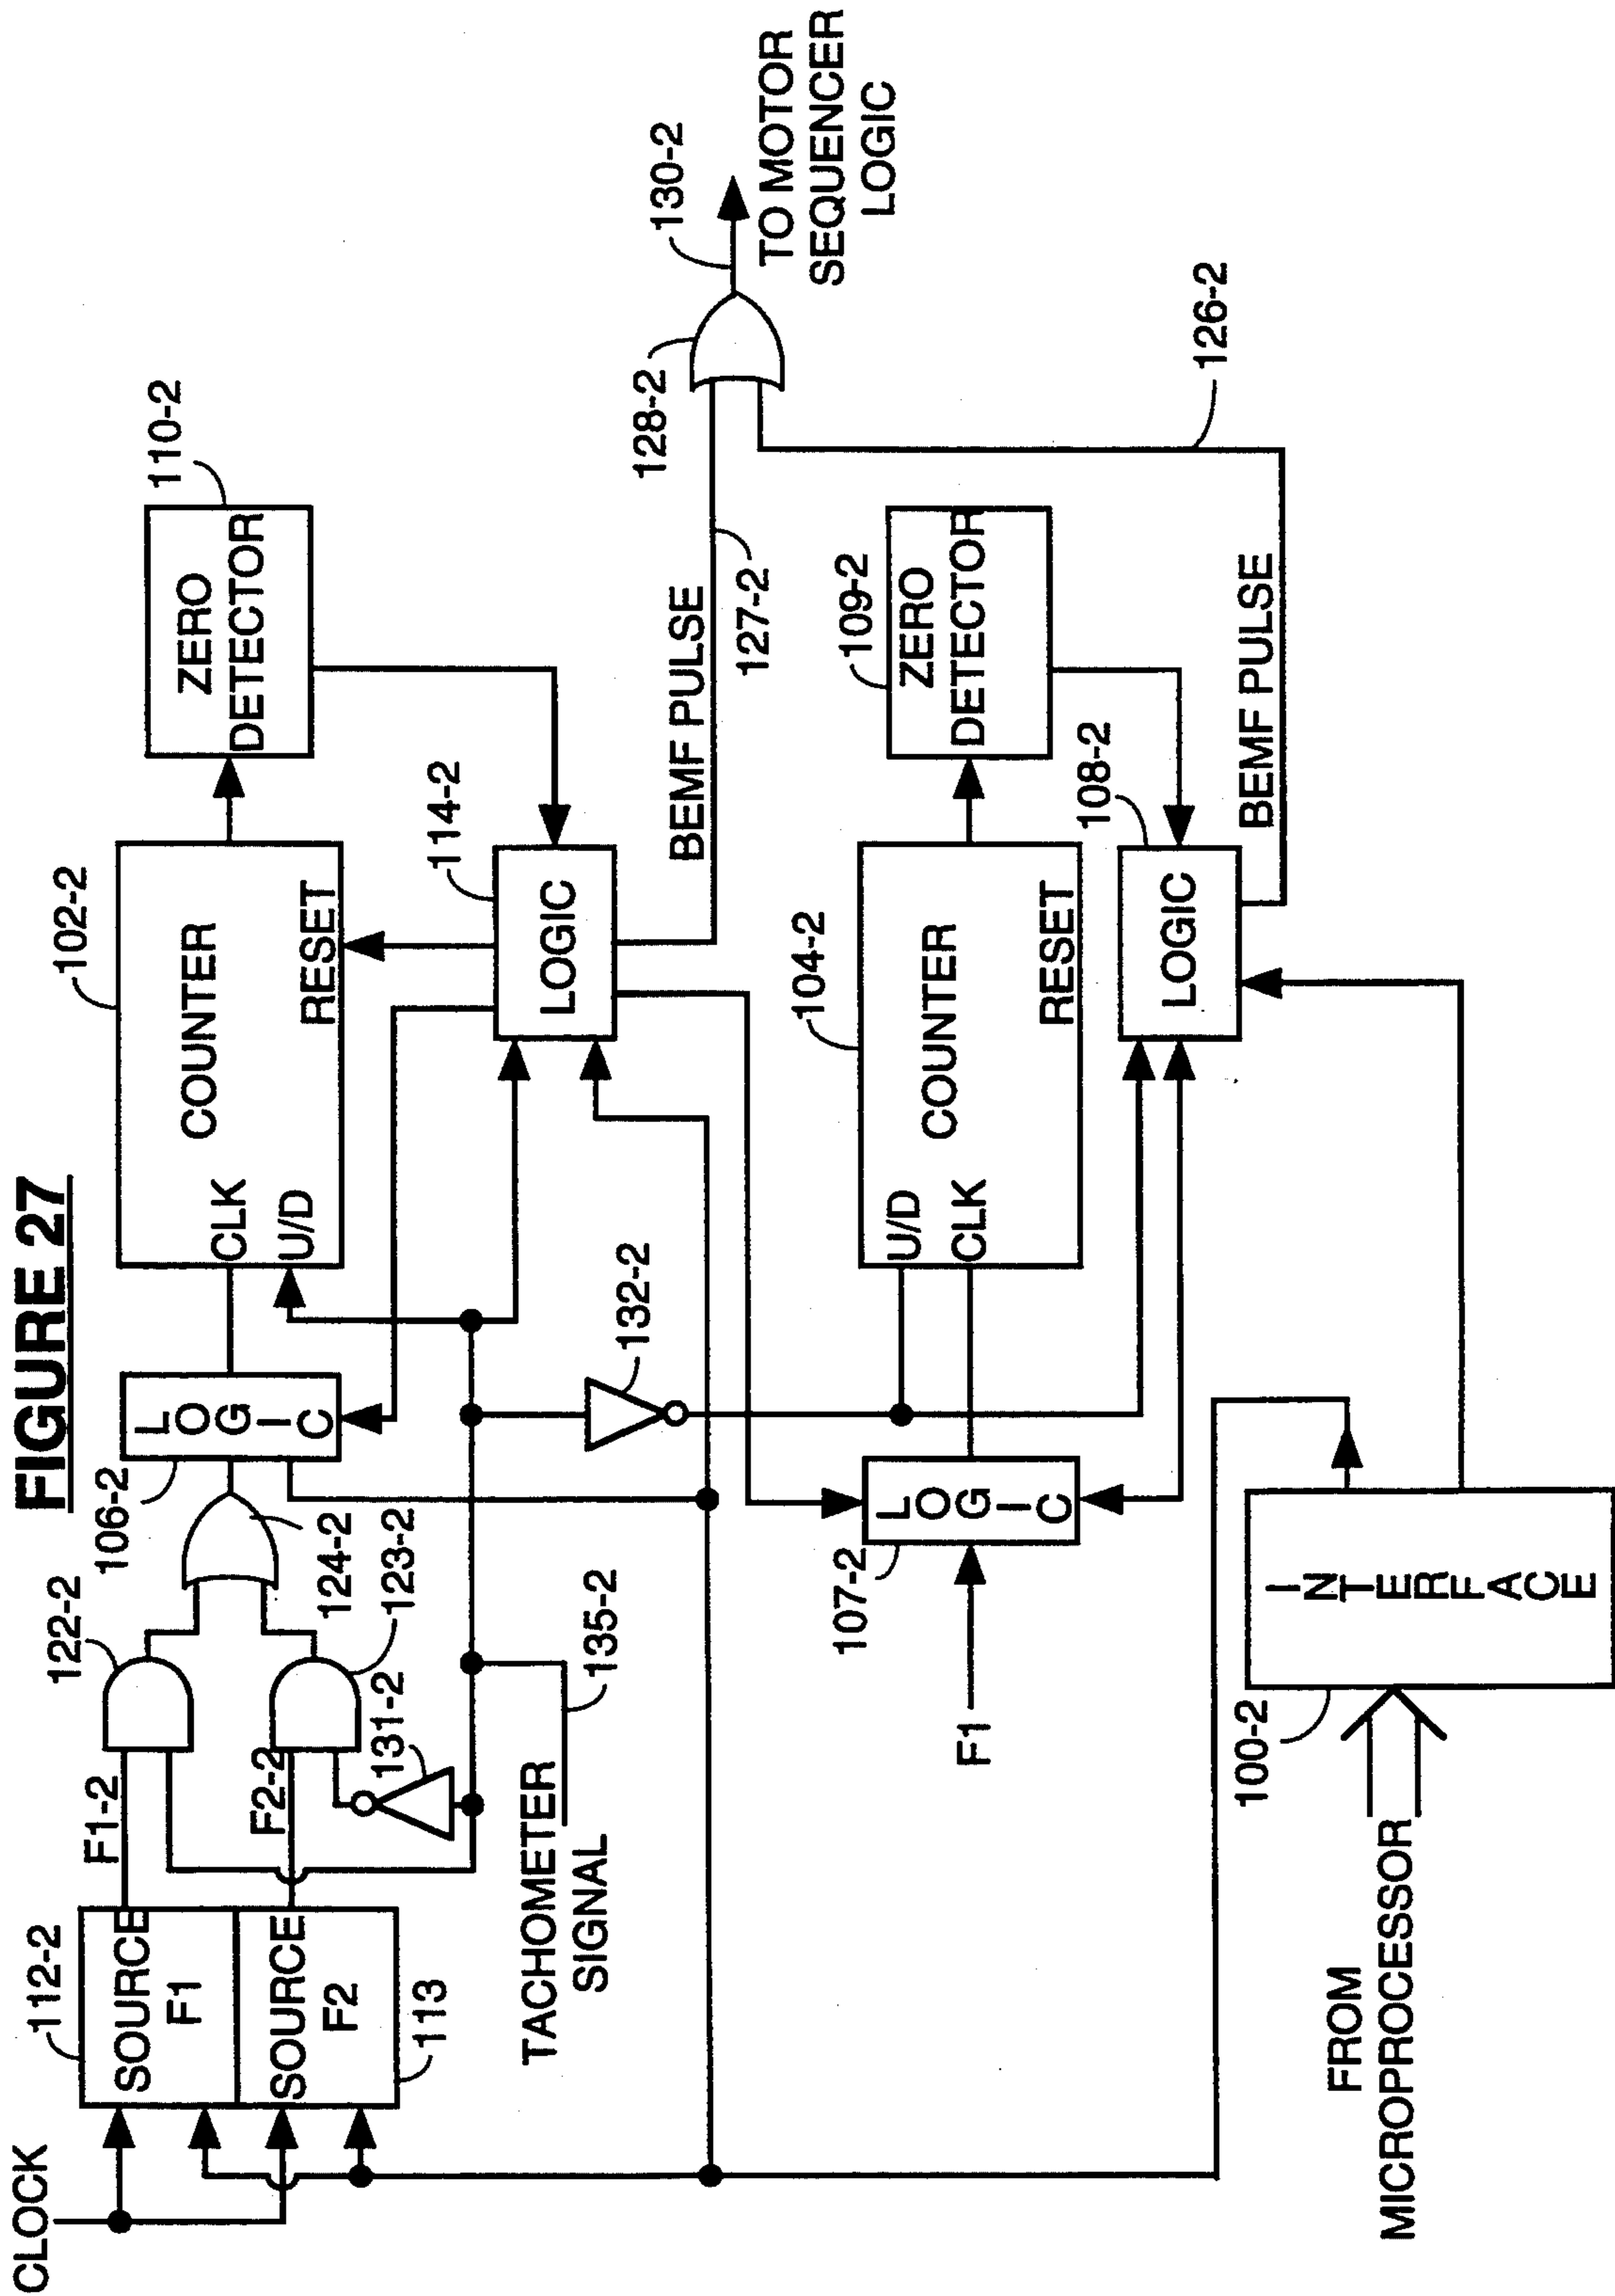 FIGURE 27
CLOCK
112-2
SOURCE
F1
SOURCE
F2
113
F1-2
F2-2
122-2
123-2
124-2
131-2
106-2
LOGIC
CLK
U/D
COUNTER
RESET
102-2
ZERO
DETECTOR
110-2
TACHOMETER
SIGNAL
135-2
132-2
LOGIC
114-2
BEMF PULSE
127-2
128-2
130-2
TO MOTOR
SEQUENCER
LOGIC
126-2
F1
107-2
LOGIC
U/D
CLK
COUNTER
RESET
104-2
109-2
ZERO
DETECTOR
108-2
LOGIC
BEMF PULSE
FROM
MICROPROCESSOR
100-2
INTERFACE